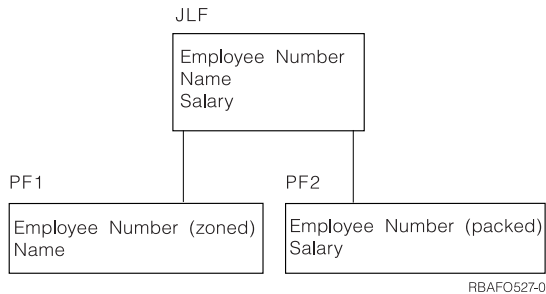 JLF
Employee Number
Name
Salary
PF1
Employee Number (zoned)
Name
PF2
Employee Number (packed)
Salary
RBAFO527-0